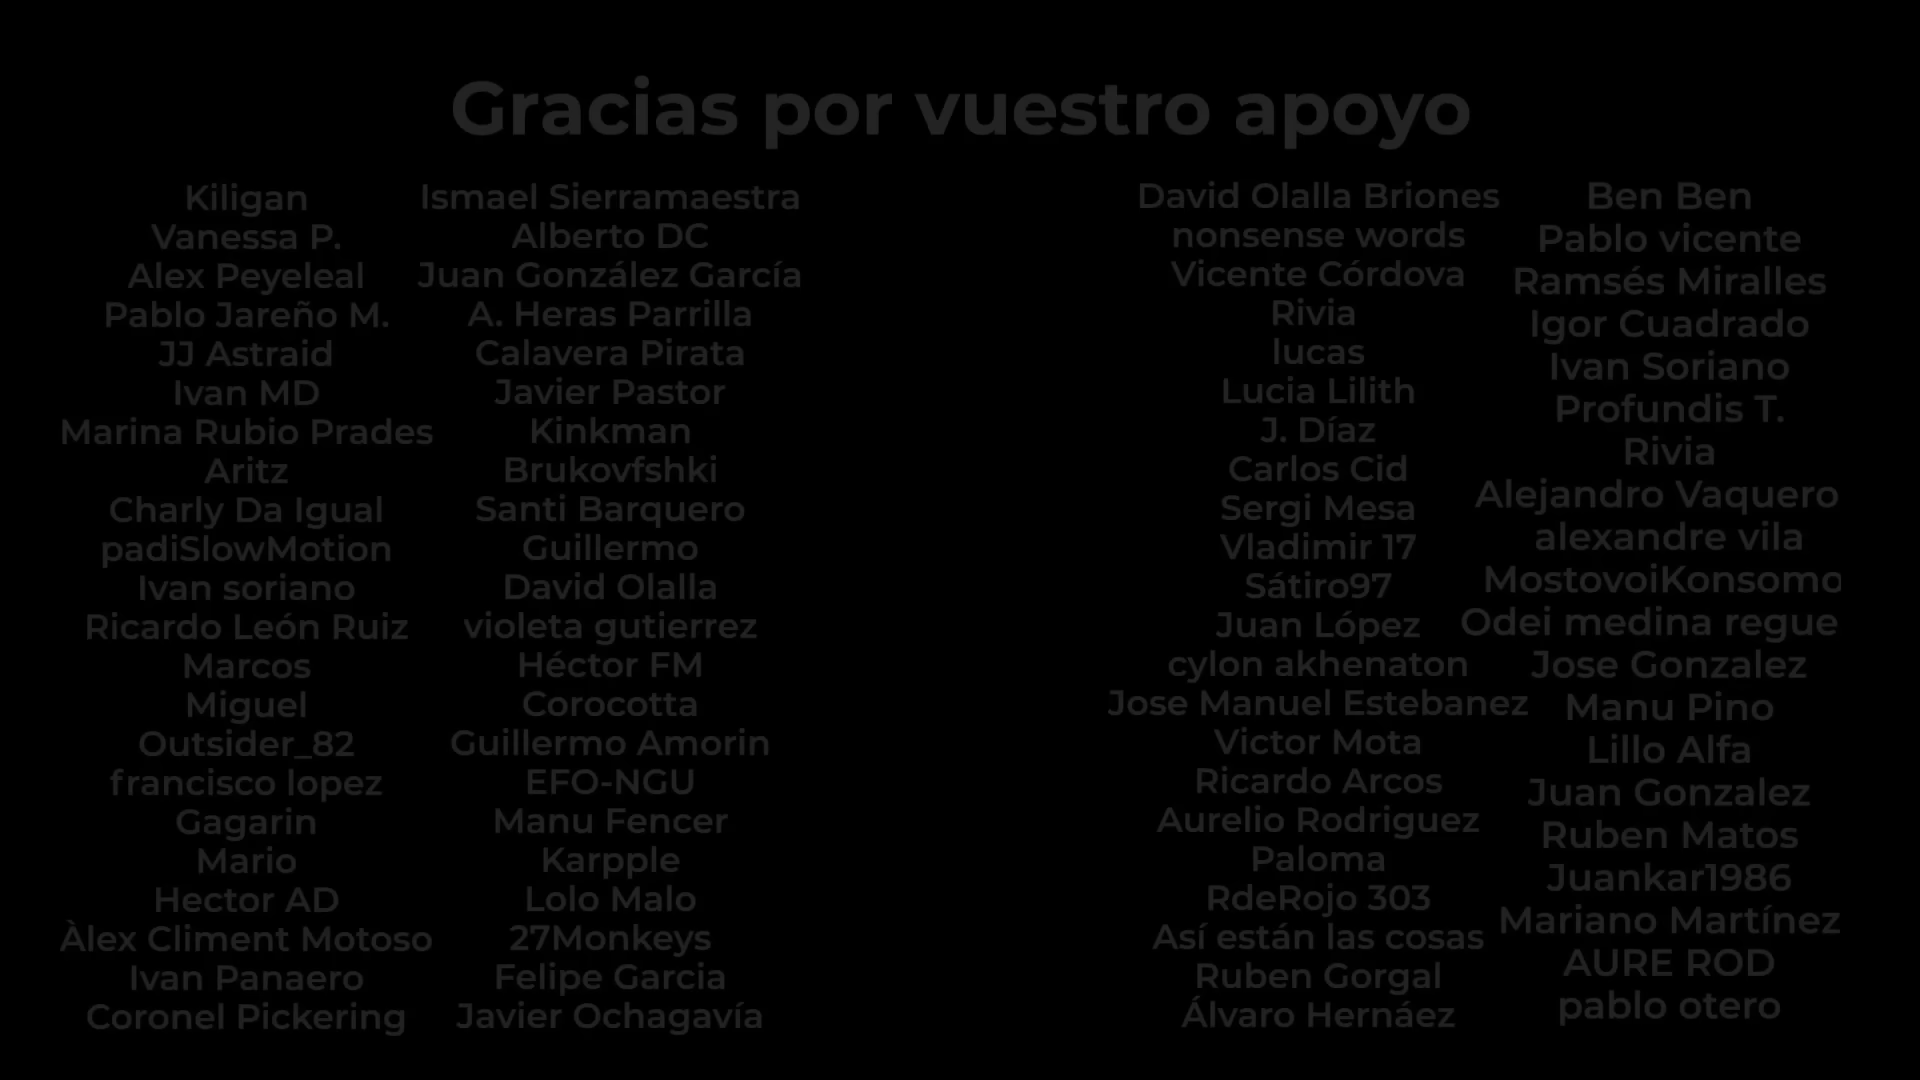 Gracias por vuestro apoyo
Kiligan
Vanessa P.
Alex Peyeleal
Pablo Jareño M.
JJ Astraid
Ivan MD
Marina Rubio Prades
Aritz
Charly Da Igual
padiSlowMotion
Ivan soriano
Ricardo León Ruiz
Marcos
Miguel
Outsider_82
francisco lopez
Gagarin
Mario
Hector AD
Àlex Climent Motoso
Ivan Panaero
Coronel Pickering
Ismael Sierramaestra
Alberto DC
Juan González García
A. Heras Parrilla
Calavera Pirata
Javier Pastor
Kinkman
Brukovfshki
Santi Barquero
Guillermo
David Olalla
violeta gutierrez
Héctor FM
Corocotta
Guillermo Amorin
EFO-NGU
Manu Fencer
Karpple
Lolo Malo
27Monkeys
Felipe Garcia
Javier Ochagavía
David Olalla Briones
nonsense words
Vicente Córdova
Rivia
lucas
Lucia Lilith
J. Díaz
Carlos Cid
Sergi Mesa
Vladimir 17
Sátiro97
Juan López
cylon akhenaton
Jose Manuel Estebanez
Victor Mota
Ricardo Arcos
Aurelio Rodriguez
Paloma
RdeRojo 303
Así están las cosas
Ruben Gorgal
Álvaro Hernáez
Ben Ben
Pablo vicente
Ramsés Miralles
Igor Cuadrado
Ivan Soriano
Profundis T.
Rivia
Alejandro Vaquero
alexandre vila
MostovoiKonsomo
Odei medina regue
Jose Gonzalez
Manu Pino
Lillo Alfa
Juan Gonzalez
Ruben Matos
Juankar1986
Mariano Martínez
AURE ROD
pablo otero